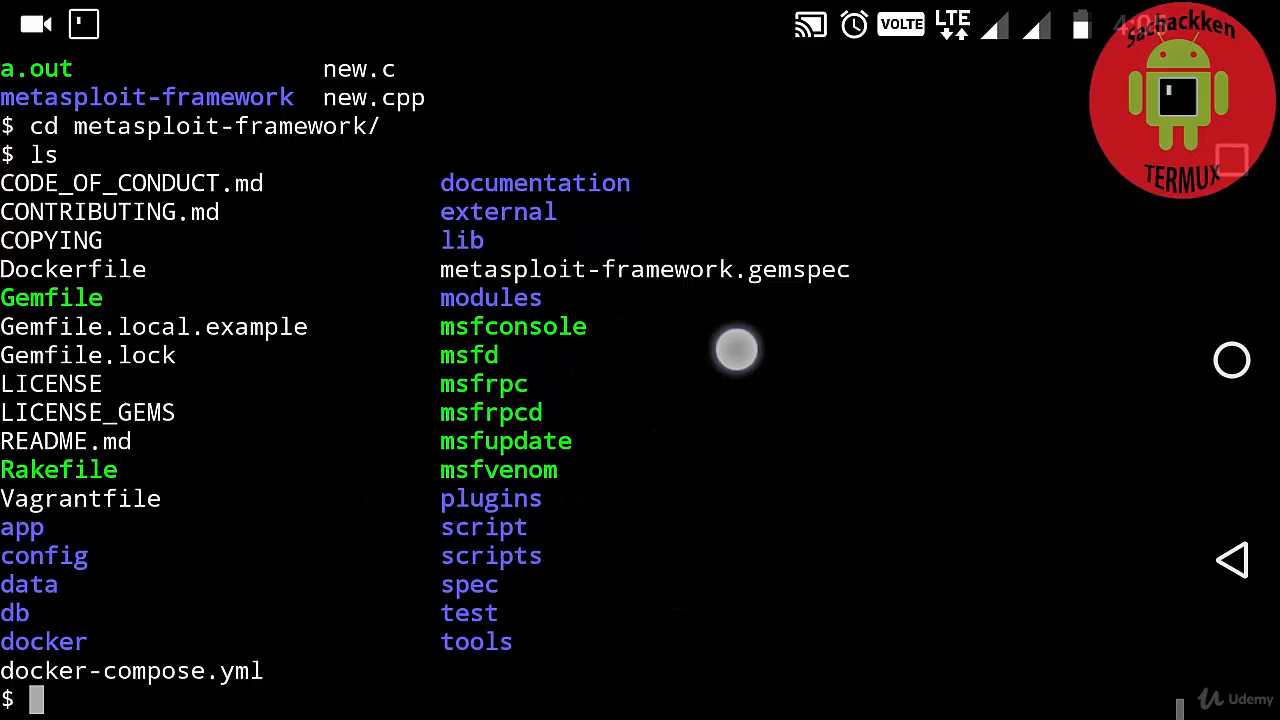 VOLTE LTE 4:05
sachackken
TERMUX
a.out new.c
metasploit-framework new.cpp
$ cd metasploit-framework/
$ ls
CODE_OF_CONDUCT.md documentation
CONTRIBUTING.md external
COPYING lib
Dockerfile metasploit-framework.gemspec
Gemfile modules
Gemfile.local.example msfconsole
Gemfile.lock msfd
LICENSE msfrpc
LICENSE_GEMS msfrpcd
README.md msfupdate
Rakefile msfvenom
Vagrantfile plugins
app script
config scripts
data spec
db test
docker tools
docker-compose.yml
$
Udemy